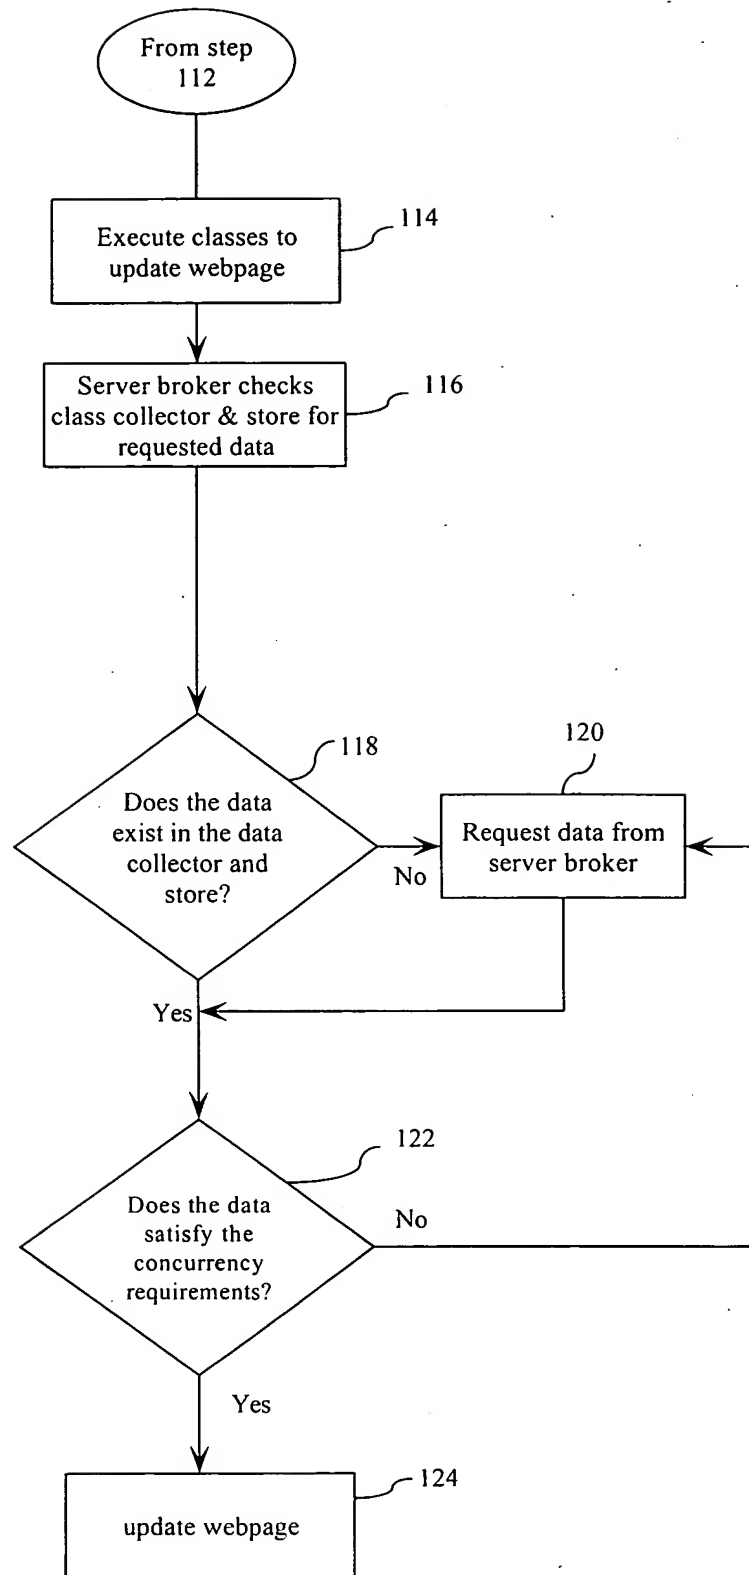 From step
112
Execute classes to
update webpage
114
Server broker checks
class collector & store for
requested data
116
Does the data
exist in the data
collector and
store?
118
No
120
Request data from
server broker
Yes
Does the data
satisfy the
concurrency
requirements?
122
No
Yes
update webpage
124